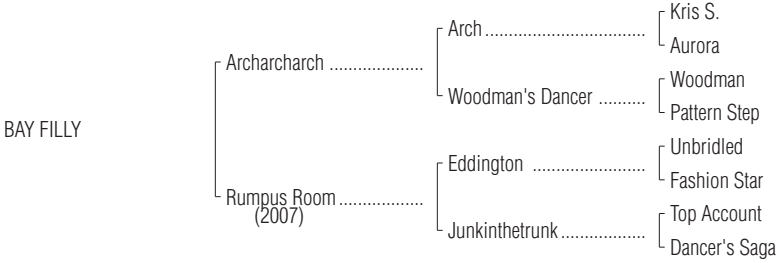 Kris S.
Arch ................................
Aurora
Archarcharch ....................
Woodman
Woodman's Dancer ..........
Pattern Step
BAY FILLY
Unbridled
Eddington .......................
Fashion Star
Rumpus Room ..................
(2007)
Top Account
Junkinthetrunk .................
Dancer's Saga